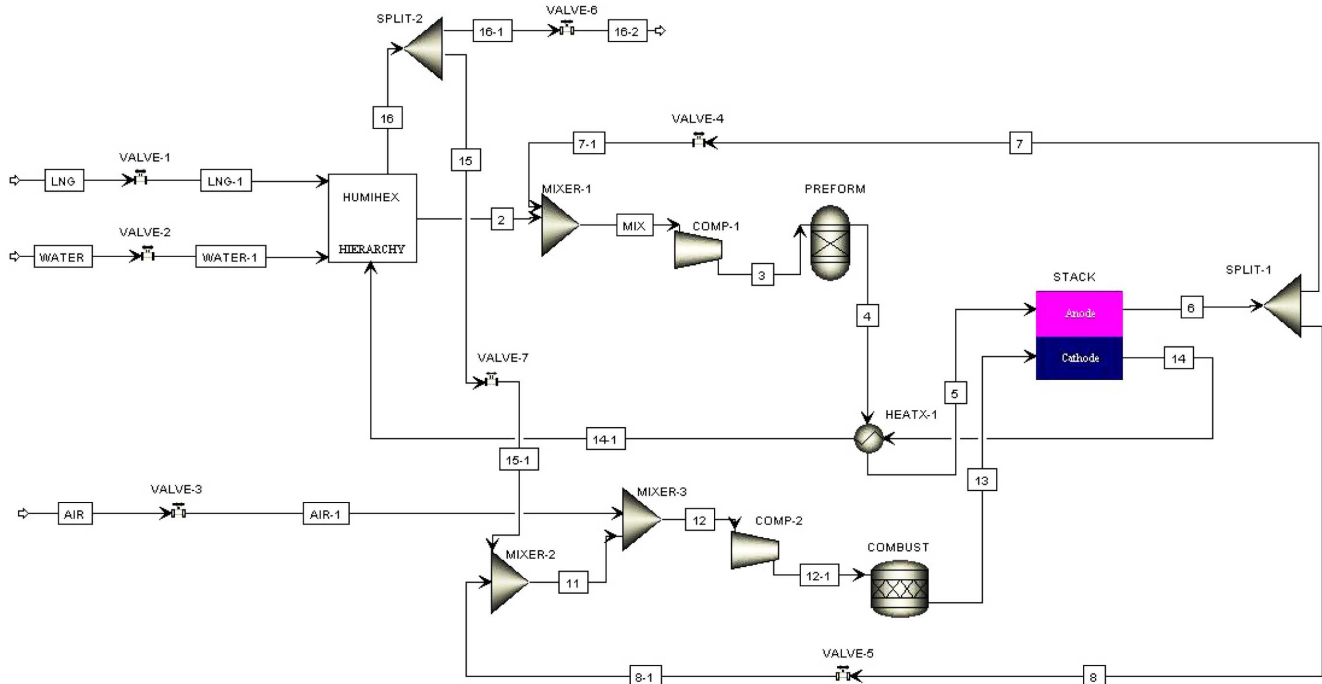 SPLIT-2
16-1
VALVE-6
16-2
16
15
VALVE-4
7-1
7
VALVE-1
LNG
LNG-1
HUMIHEX
HIERARCHY
MIXER-1
2
MIX
COMP-1
PREFORM
3
VALVE-2
WATER
WATER-1
4
STACK
Anode
Cathode
6
SPLIT-1
14
VALVE-7
5
HEATX-1
14-1
15-1
13
VALVE-3
AIR
AIR-1
MIXER-3
12
COMP-2
MIXER-2
11
12-1
COMBUST
VALVE-5
8-1
8